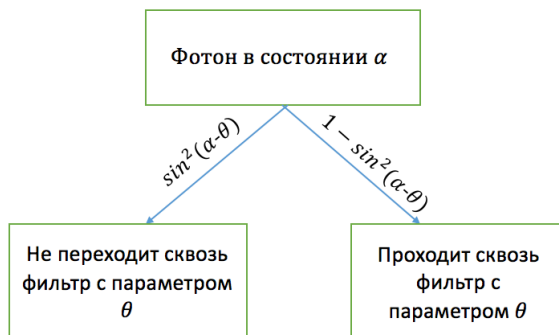 Фотон в состоянии α
sin²(α-θ)
1 − sin²(α-θ)
Не переходит сквозь
фильтр с параметром
θ
Проходит сквозь
фильтр с
параметром θ